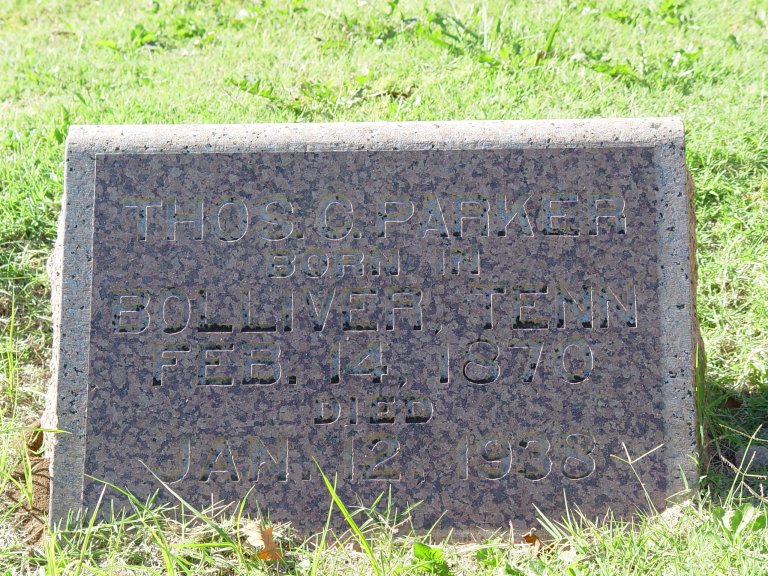 THOS. C. PARKER
BORN IN
BOLLIVER, TENN
FEB. 14, 1870
DIED
JAN. 12, 1938